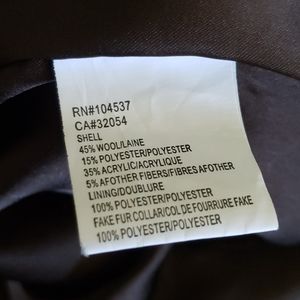 RN#104537
CA#32054
SHELL
45% WOOL/LAINE
15% POLYESTER/POLYESTER
35% ACRYLIC/ACRYLIQUE
5% AFOTHER FIBERS/FIBRES AFOTHER
LINING/DOUBLURE
100% POLYESTER/POLYESTER
FAKE FUR COLLAR/COL DE FOURRURE FAKE
100% POLYESTER/POLYESTER